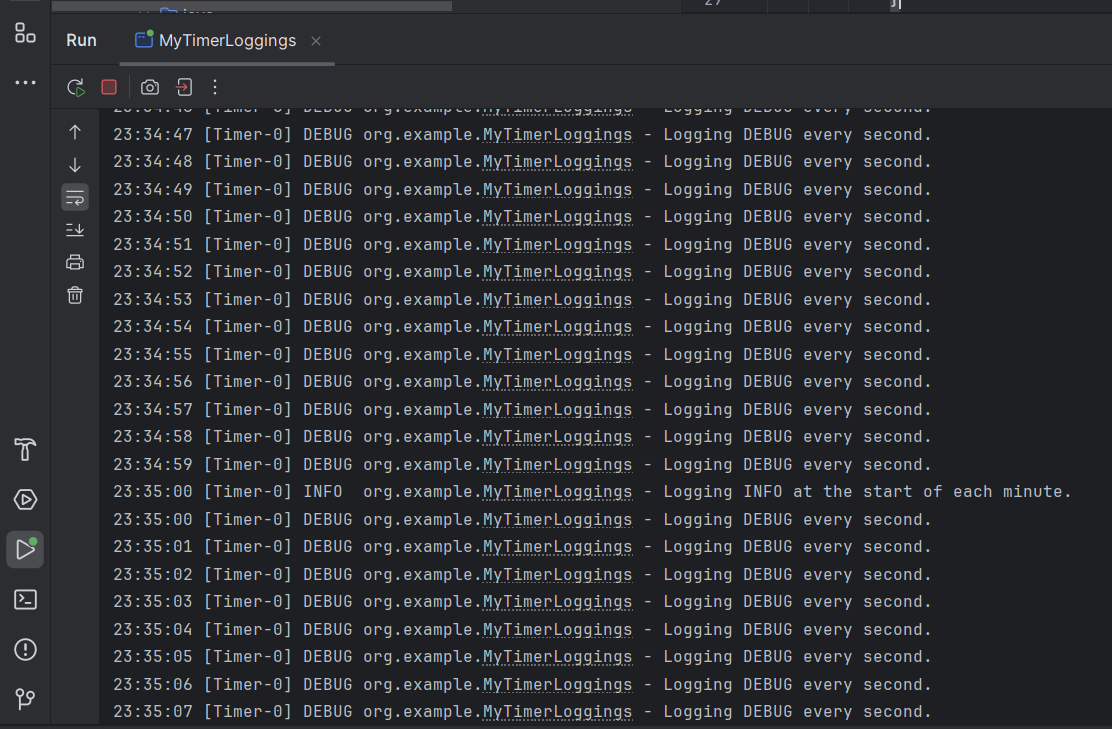 27
Run MyTimerLoggings
23:34:47 [Timer-0] DEBUG org.example.MyTimerLoggings - Logging DEBUG every second.
23:34:48 [Timer-0] DEBUG org.example.MyTimerLoggings - Logging DEBUG every second.
23:34:49 [Timer-0] DEBUG org.example.MyTimerLoggings - Logging DEBUG every second.
23:34:50 [Timer-0] DEBUG org.example.MyTimerLoggings - Logging DEBUG every second.
23:34:51 [Timer-0] DEBUG org.example.MyTimerLoggings - Logging DEBUG every second.
23:34:52 [Timer-0] DEBUG org.example.MyTimerLoggings - Logging DEBUG every second.
23:34:53 [Timer-0] DEBUG org.example.MyTimerLoggings - Logging DEBUG every second.
23:34:54 [Timer-0] DEBUG org.example.MyTimerLoggings - Logging DEBUG every second.
23:34:55 [Timer-0] DEBUG org.example.MyTimerLoggings - Logging DEBUG every second.
23:34:56 [Timer-0] DEBUG org.example.MyTimerLoggings - Logging DEBUG every second.
23:34:57 [Timer-0] DEBUG org.example.MyTimerLoggings - Logging DEBUG every second.
23:34:58 [Timer-0] DEBUG org.example.MyTimerLoggings - Logging DEBUG every second.
23:34:59 [Timer-0] DEBUG org.example.MyTimerLoggings - Logging DEBUG every second.
23:35:00 [Timer-0] INFO  org.example.MyTimerLoggings - Logging INFO at the start of each minute.
23:35:00 [Timer-0] DEBUG org.example.MyTimerLoggings - Logging DEBUG every second.
23:35:01 [Timer-0] DEBUG org.example.MyTimerLoggings - Logging DEBUG every second.
23:35:02 [Timer-0] DEBUG org.example.MyTimerLoggings - Logging DEBUG every second.
23:35:03 [Timer-0] DEBUG org.example.MyTimerLoggings - Logging DEBUG every second.
23:35:04 [Timer-0] DEBUG org.example.MyTimerLoggings - Logging DEBUG every second.
23:35:05 [Timer-0] DEBUG org.example.MyTimerLoggings - Logging DEBUG every second.
23:35:06 [Timer-0] DEBUG org.example.MyTimerLoggings - Logging DEBUG every second.
23:35:07 [Timer-0] DEBUG org.example.MyTimerLoggings - Logging DEBUG every second.